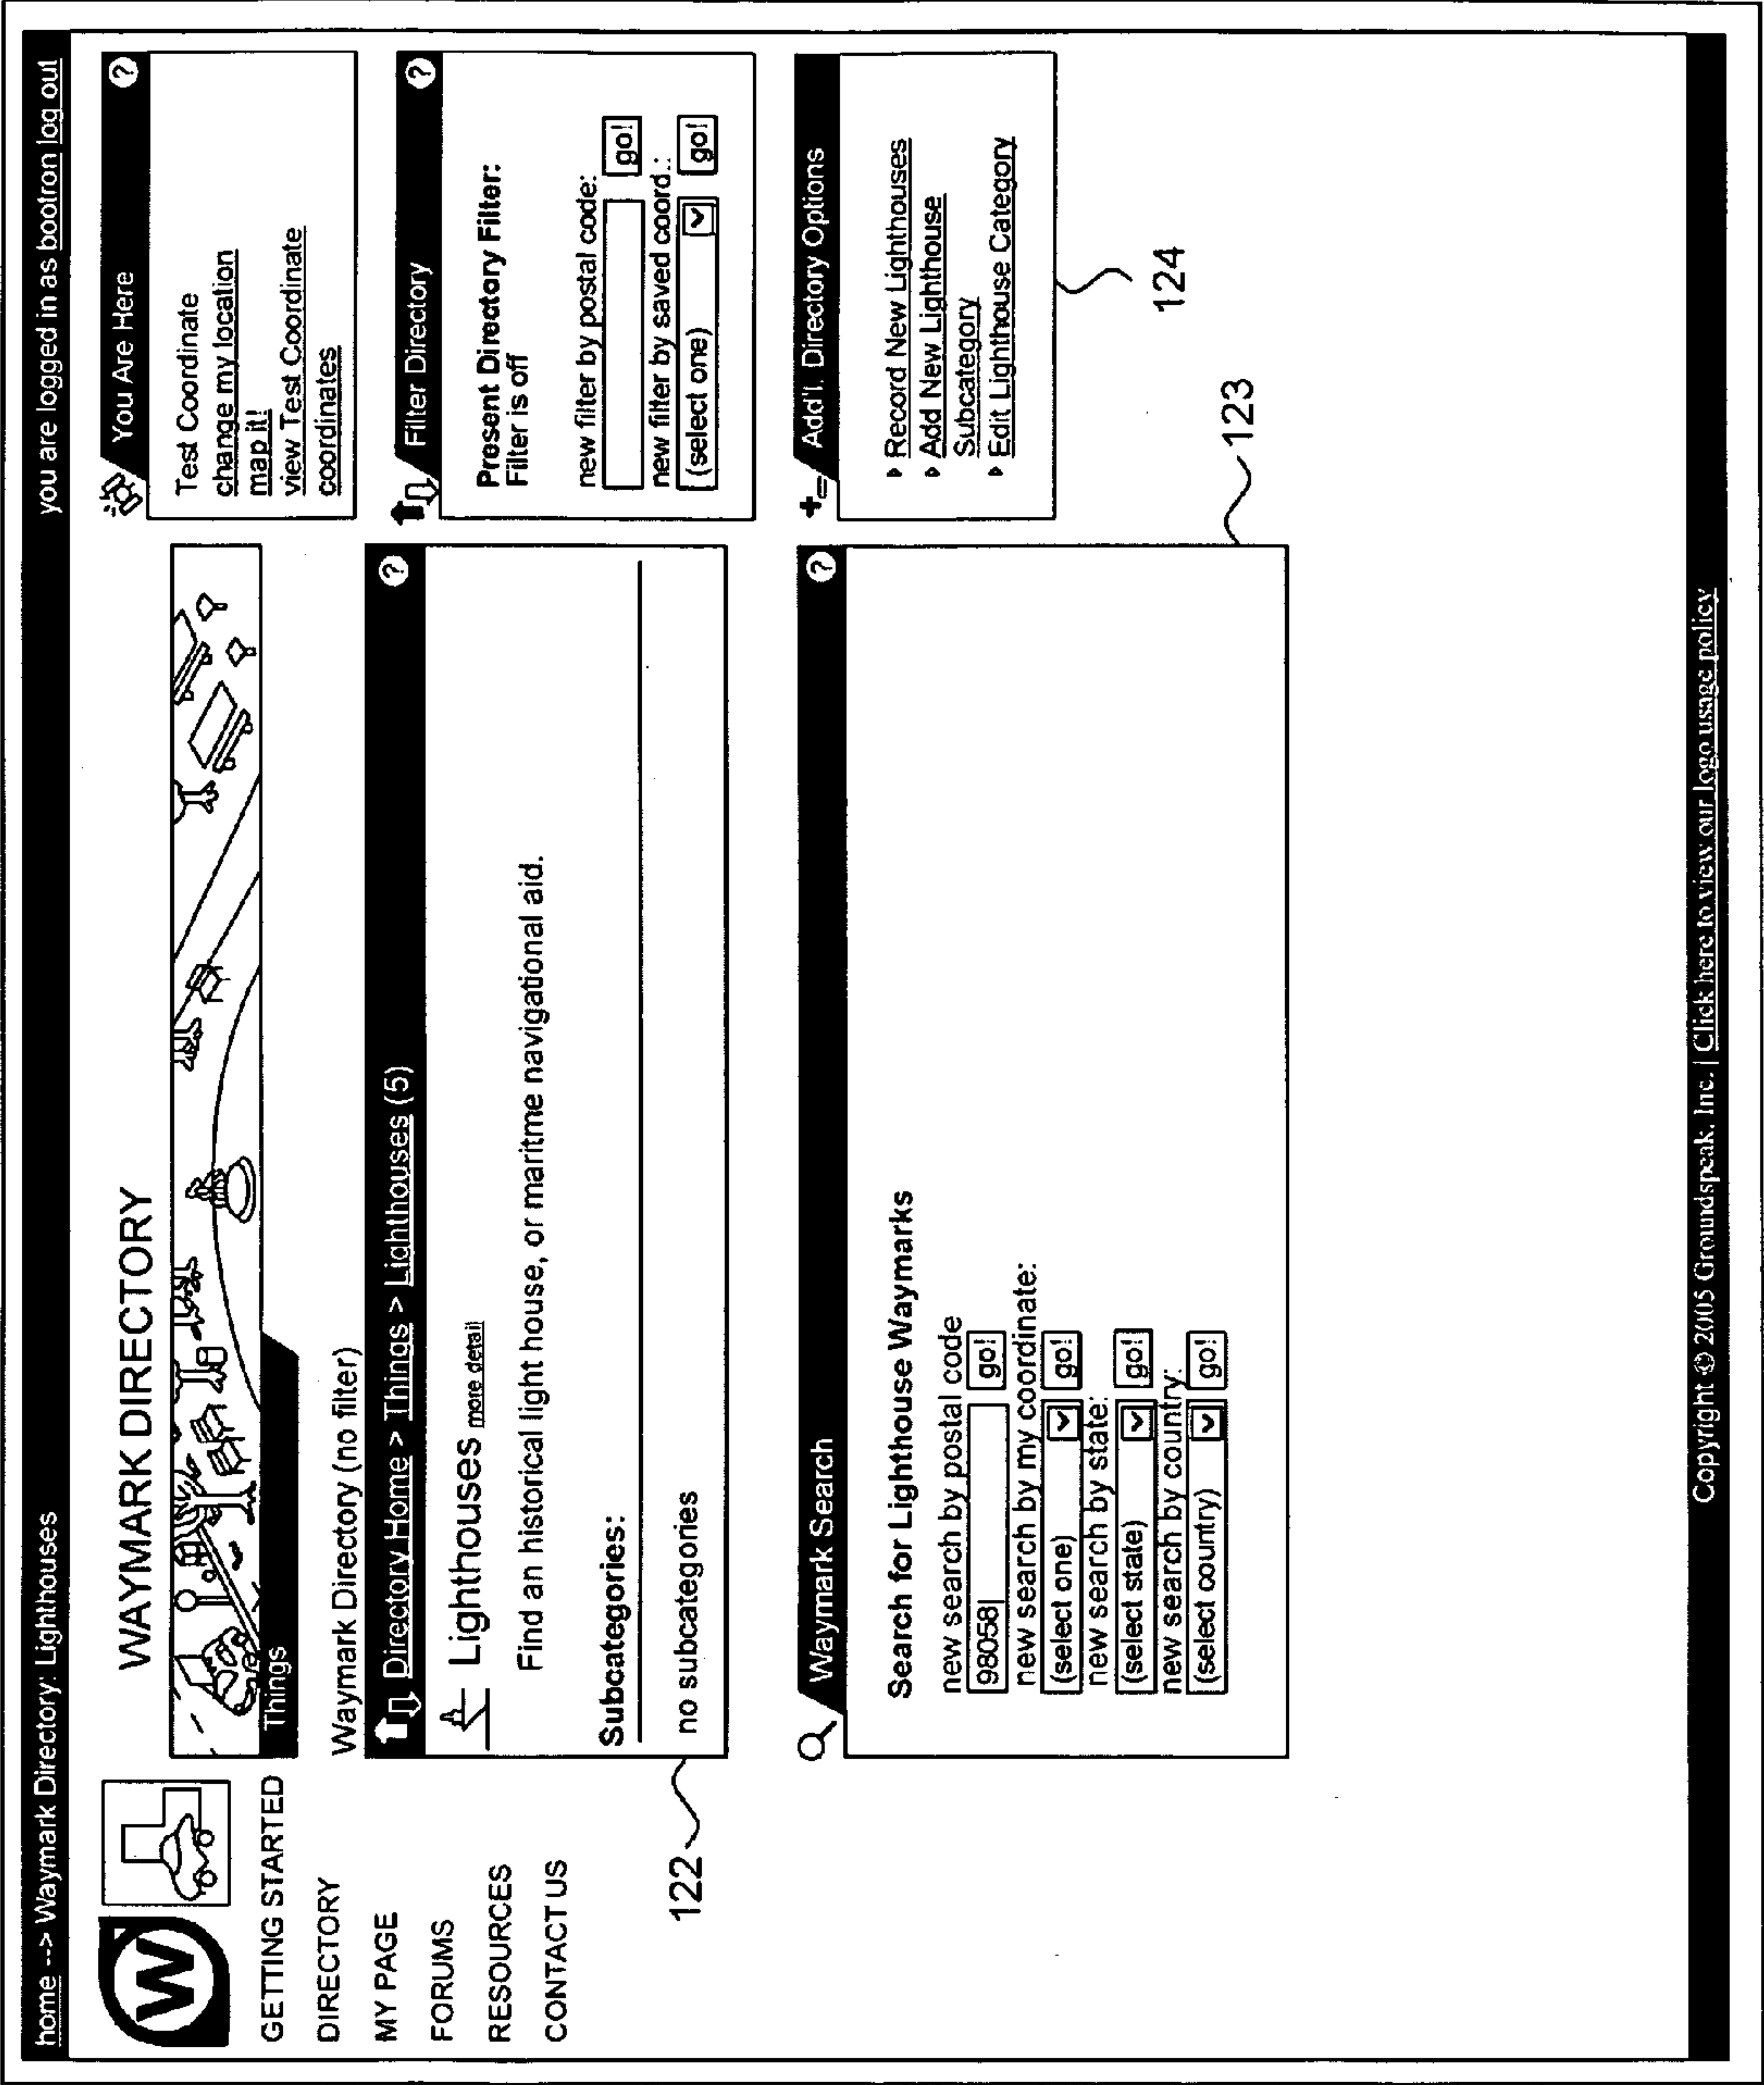 home --> Waymark Directory: Lighthouses
you are logged in as bootron log out
W
GETTING STARTED
DIRECTORY
MY PAGE
FORUMS
RESOURCES
CONTACT US
WAYMARK DIRECTORY
Things
Waymark Directory (no filter)
Directory Home > Things > Lighthouses (5)
?
Lighthouses more detail
Find an historical light house, or maritme navigational aid.
Subcategories:
no subcategories
122
Waymark Search
?
Search for Lighthouse Waymarks
new search by postal code
98058| go!
new search by my coordinate:
(select one) go!
new search by state:
(select state) go!
new search by country:
(select country) go!
123
You Are Here
?
Test Coordinate
change my location
map it!
view Test Coordinate
coordinates
Filter Directory
?
Present Directory Filter:
Filter is off
new filter by postal code:
go!
new filter by saved coord.:
(select one) go!
Add'l. Directory Options
Record New Lighthouses
Add New Lighthouse
Subcategory
Edit Lighthouse Category
124
Copyright © 2005 Groundspeak, Inc. | Click here to view our logo usage policy